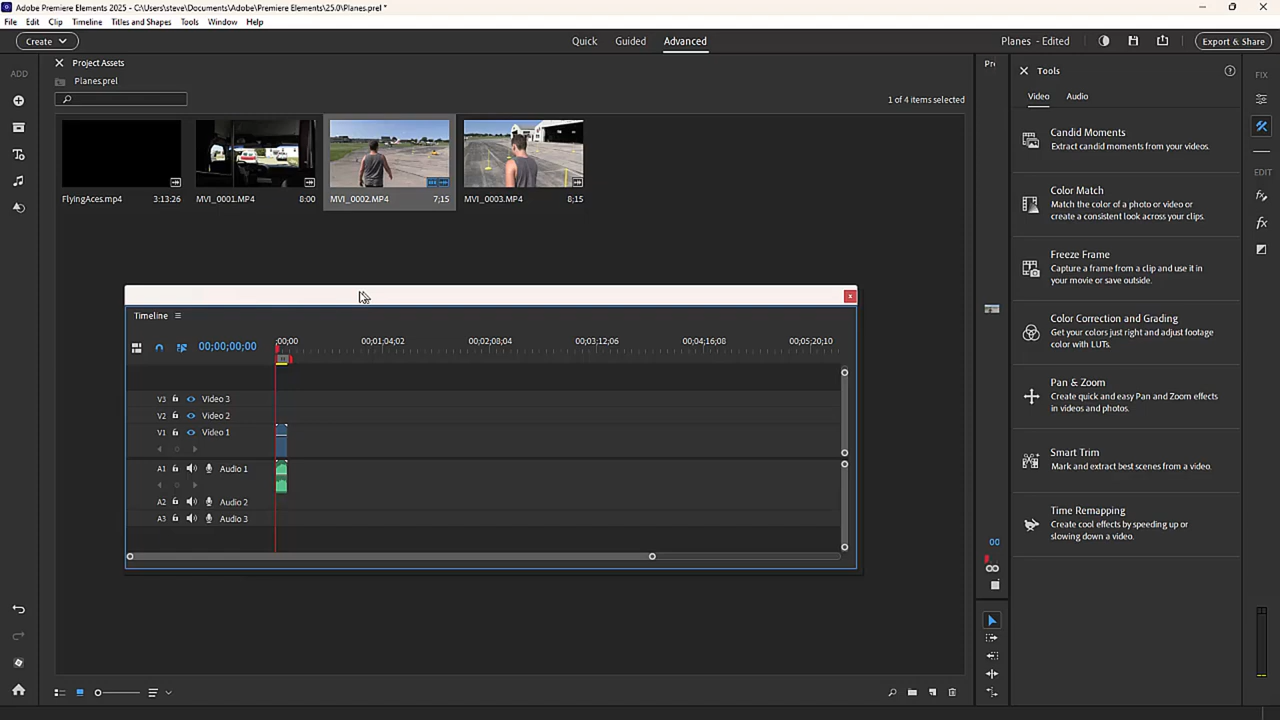 Adobe Premiere Elements 2025 - C:\Users\steve\Documents\Adobe\Premiere Elements\25.0\Planes.prel *
File Edit Clip Timeline Titles and Shapes Tools Window Help
Create Quick Guided Advanced Planes - Edited Export & Share
ADD
Project Assets
Planes.prel
1 of 4 items selected
FlyingAces.mp4 3:13:26 MVI_0001.MP4 8:00 MVI_0002.MP4 7;15 MVI_0003.MP4 8;15
Timeline
00;00;00;00 ;00;00 00;01;04;02 00;02;08;04 00;03;12;06 00;04;16;08 00;05;20;10
V3 Video 3
V2 Video 2
V1 Video 1
A1 Audio 1
A2 Audio 2
A3 Audio 3
Pr
00
Tools
Video Audio
Candid Moments
Extract candid moments from your videos.
Color Match
Match the color of a photo or video or
create a consistent look across your clips.
Freeze Frame
Capture a frame from a clip and use it in
your movie or save outside.
Color Correction and Grading
Get your colors just right and adjust footage
color with LUTs.
Pan & Zoom
Create quick and easy Pan and Zoom effects
in videos and photos.
Smart Trim
Mark and extract best scenes from a video.
Time Remapping
Create cool effects by speeding up or
slowing down a video.
FIX
EDIT